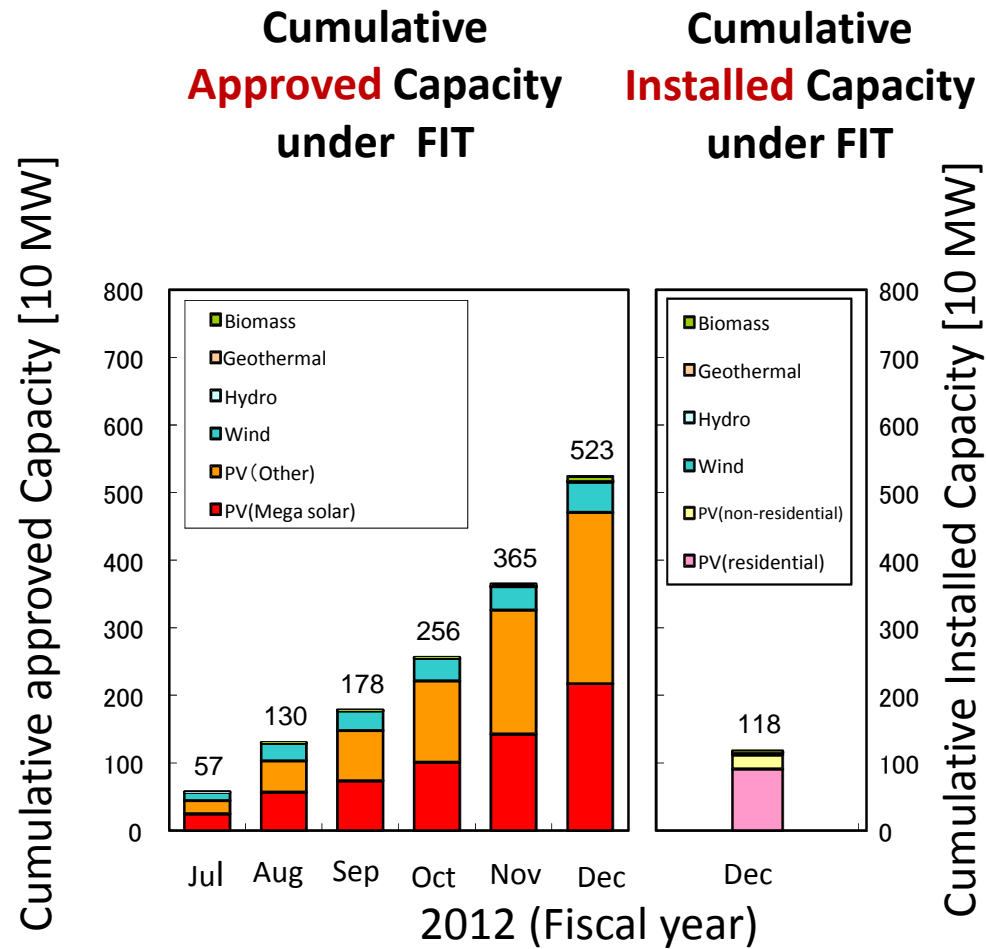 Cumulative
Approved Capacity
under FIT
Cumulative
Installed Capacity
under FIT
Cumulative approved Capacity [10 MW]
800
700
600
500
400
300
200
100
0
Biomass
Geothermal
Hydro
Wind
PV(Other)
PV(Mega solar)
57
130
178
256
365
523
Jul
Aug
Sep
Oct
Nov
Dec
Biomass
Geothermal
Hydro
Wind
PV(non-residential)
PV(residential)
118
Dec
800
700
600
500
400
300
200
100
0
Cumulative Installed Capacity [10 MW]
2012 (Fiscal year)